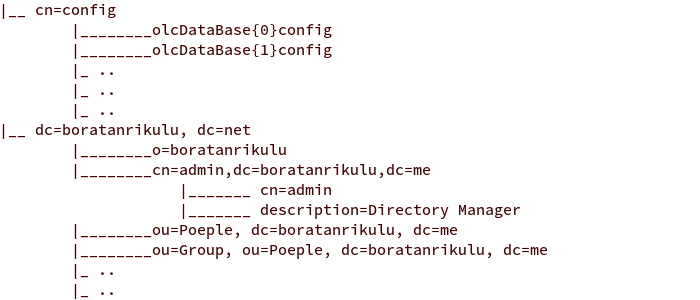 |__ cn=config
|________olcDataBase{0}config
|________olcDataBase{1}config
|_ ..
|_ ..
|_ ..
|__ dc=boratanrikulu, dc=net
|________o=boratanrikulu
|________cn=admin,dc=boratanrikulu,dc=me
|_______ cn=admin
|_______ description=Directory Manager
|________ou=Poeple, dc=boratanrikulu, dc=me
|________ou=Group, ou=Poeple, dc=boratanrikulu, dc=me
|_ ..
|_ ..